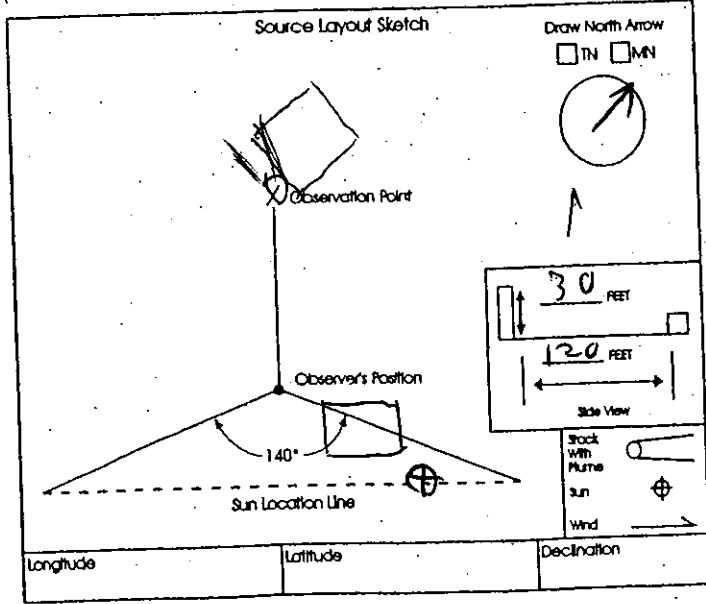 Source Layout Sketch
Draw North Arrow
TN MN
Observation Point
30 FEET
120 FEET
Side View
Observer's Position
140°
Sun Location Line
Stack
With
Plume
Sun
Wind
Longitude
Latitude
Declination